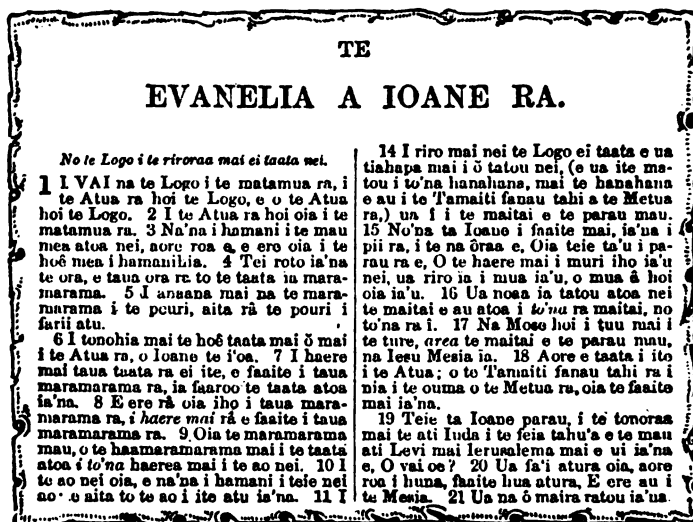 TE
EVANELIA A IOANE RA.
No te Logo i te riroraa mai ei taata nei.
1 I VAI na te Logo i te matamua ra, i
te Atua ra hoi te Logo, e o te Atua
hoi te Logo. 2 I te Atua ra hoi oia i te
matamua ra. 3 Na'na i hamani i te mau
mea atoa nei, aore roa e, e ere oia i te
hoê mea i hamanihia. 4 Tei roto ia'na
te ora, e taua ora ra to te taata ia mara-
marama. 5 I anaana mai na te mara-
marama i te pouri, aita râ te pouri i
farii atu.
6 I tonohia mai te hoê taata mai ô mai
i te Atua ra, o Ioane te i'oa. 7 I haere
mai taua taata ra ei ite, e faaite i taua
maramarama ra, ia faaroo te taata atoa
ia'na. 8 E ere râ oia iho i taua mara-
marama ra, i haere mai râ e faaite i taua
maramarama ra. 9 Oia te maramarama
mau, o te haamaramarama mai i te taata
atoa i to'na haerea mai i te ao nei. 10 I
te ao nei oia, e na'na i hamani i teie nei
ao e aita to te ao i ite atu ia'na. 11 I
14 I riro mai nei te Logo ei taata e ua
tiahapa mai i ô tatou nei, (e ua ite ma-
tou i to'na hanahana, mai te hanahana
e au i te Tamaiti fanau tahi a te Metua
ra,) ua î i te maitai e te parau mau.
15 No'na ta Ioane i faaite mai, ia'na i
pii ra, i te na ôraa e, Oia teie ta'u i pa-
rau ra e, O te haere mai i muri iho ia'u
nei, ua riro ia i mua ia'u, o mua â hoi
oia ia'u. 16 Ua noaa ia tatou atoa nei
te maitai e au atoa i to'na ra maitai, no
to'na ra î. 17 Na Mose hoi i tuu mai i
te ture, area te maitai e te parau mau,
na Iesu Mesia ia. 18 Aore e taata i ite
i te Atua; o te Tamaiti fanau tahi ra i
nia i te ouma o te Metua ra, oia te faaite
mai ia'na.
19 Teie ta Ioane parau, i te tonoraa
mai te ati Iuda i te feia tahu'a e te mau
ati Levi mai Ierusalema mai e ui ia'na
e, O vai oe? 20 Ua fa'i atura oia, aore
roa i huna, faaite hua atura, E ere au i
te Mesia. 21 Ua na ô maira ratou ia'na